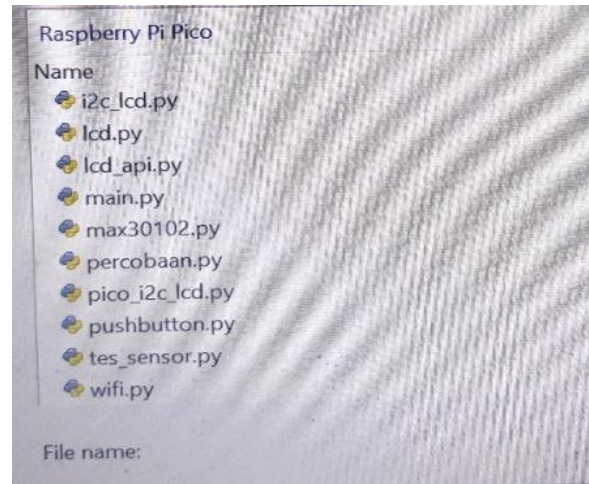 Raspberry Pi Pico
Name
i2c_lcd.py
lcd.py
lcd_api.py
main.py
max30102.py
percobaan.py
pico_i2c_lcd.py
pushbutton.py
tes_sensor.py
wifi.py
File name: